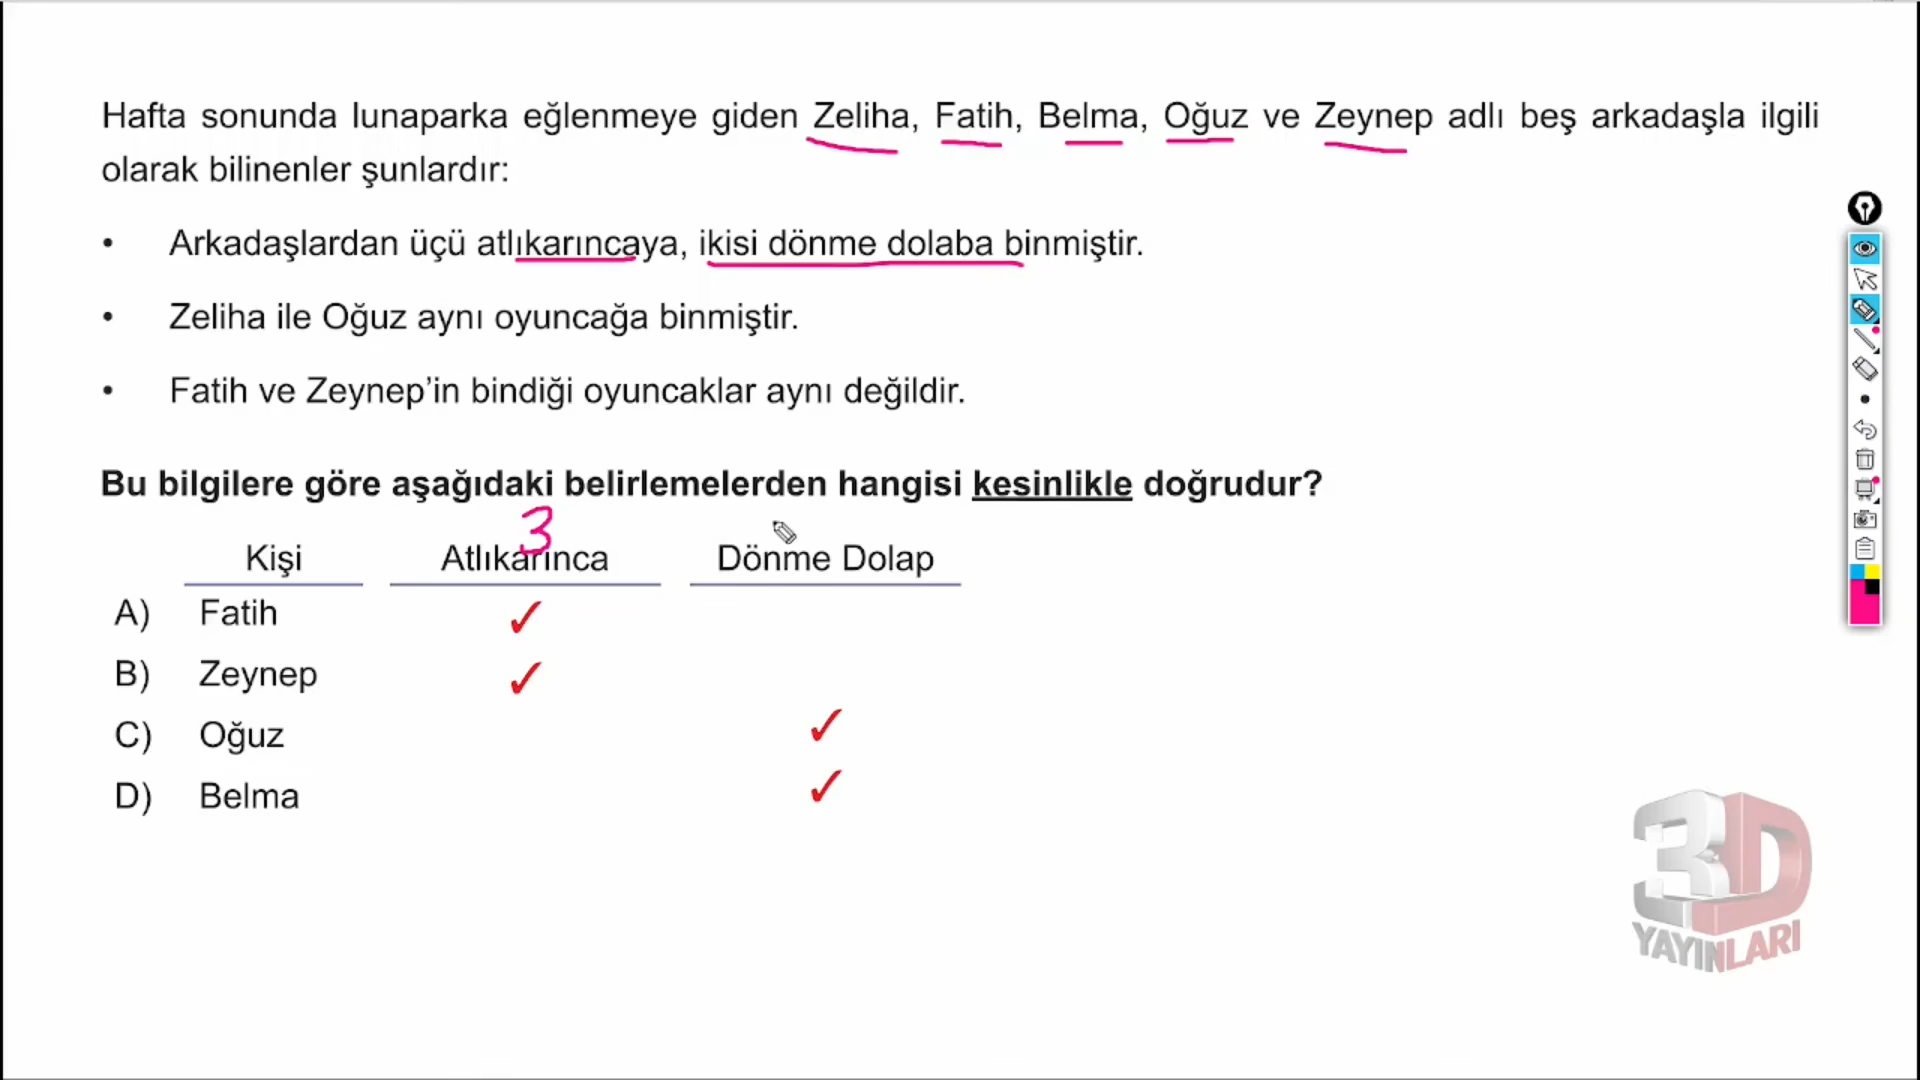 Hafta sonunda lunaparka eğlenmeye giden Zeliha, Fatih, Belma, Oğuz ve Zeynep adlı beş arkadaşla ilgili
olarak bilinenler şunlardır:
• Arkadaşlardan üçü atlıkarıncaya, ikisi dönme dolaba binmiştir.
• Zeliha ile Oğuz aynı oyuncağa binmiştir.
• Fatih ve Zeynep’in bindiği oyuncaklar aynı değildir.
Bu bilgilere göre aşağıdaki belirlemelerden hangisi kesinlikle doğrudur?
3
Kişi Atlıkarınca Dönme Dolap
A) Fatih ✓
B) Zeynep ✓
C) Oğuz ✓
D) Belma ✓
3D
YAYINLARI